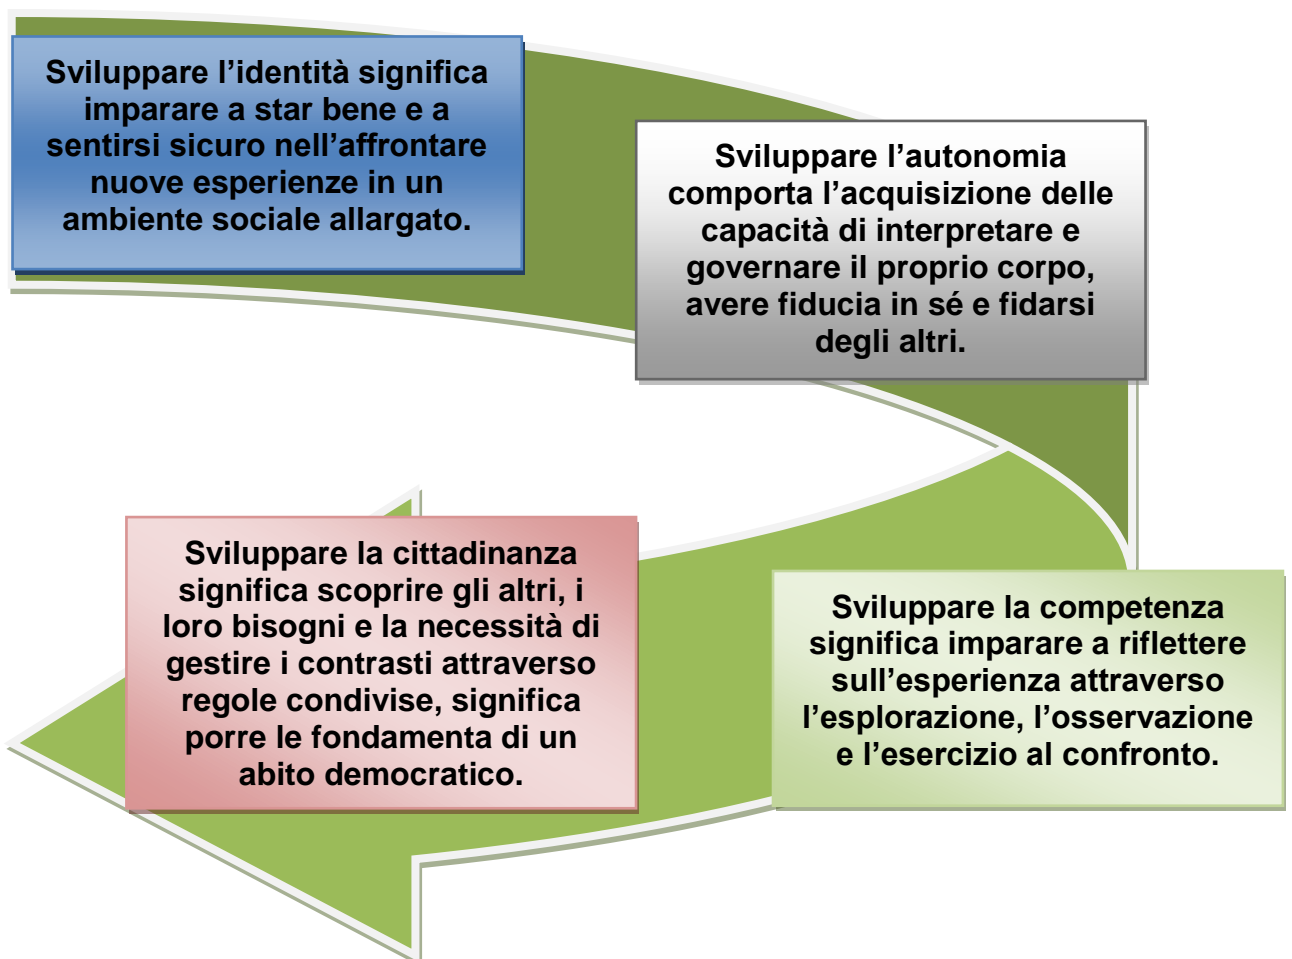 Sviluppare l’identità significa
imparare a star bene e a
sentirsi sicuro nell’affrontare
nuove esperienze in un
ambiente sociale allargato.
Sviluppare l’autonomia
comporta l’acquisizione delle
capacità di interpretare e
governare il proprio corpo,
avere fiducia in sé e fidarsi
degli altri.
Sviluppare la competenza
significa imparare a riflettere
sull’esperienza attraverso
l’esplorazione, l’osservazione
e l’esercizio al confronto.
Sviluppare la cittadinanza
significa scoprire gli altri, i
loro bisogni e la necessità di
gestire i contrasti attraverso
regole condivise, significa
porre le fondamenta di un
abito democratico.